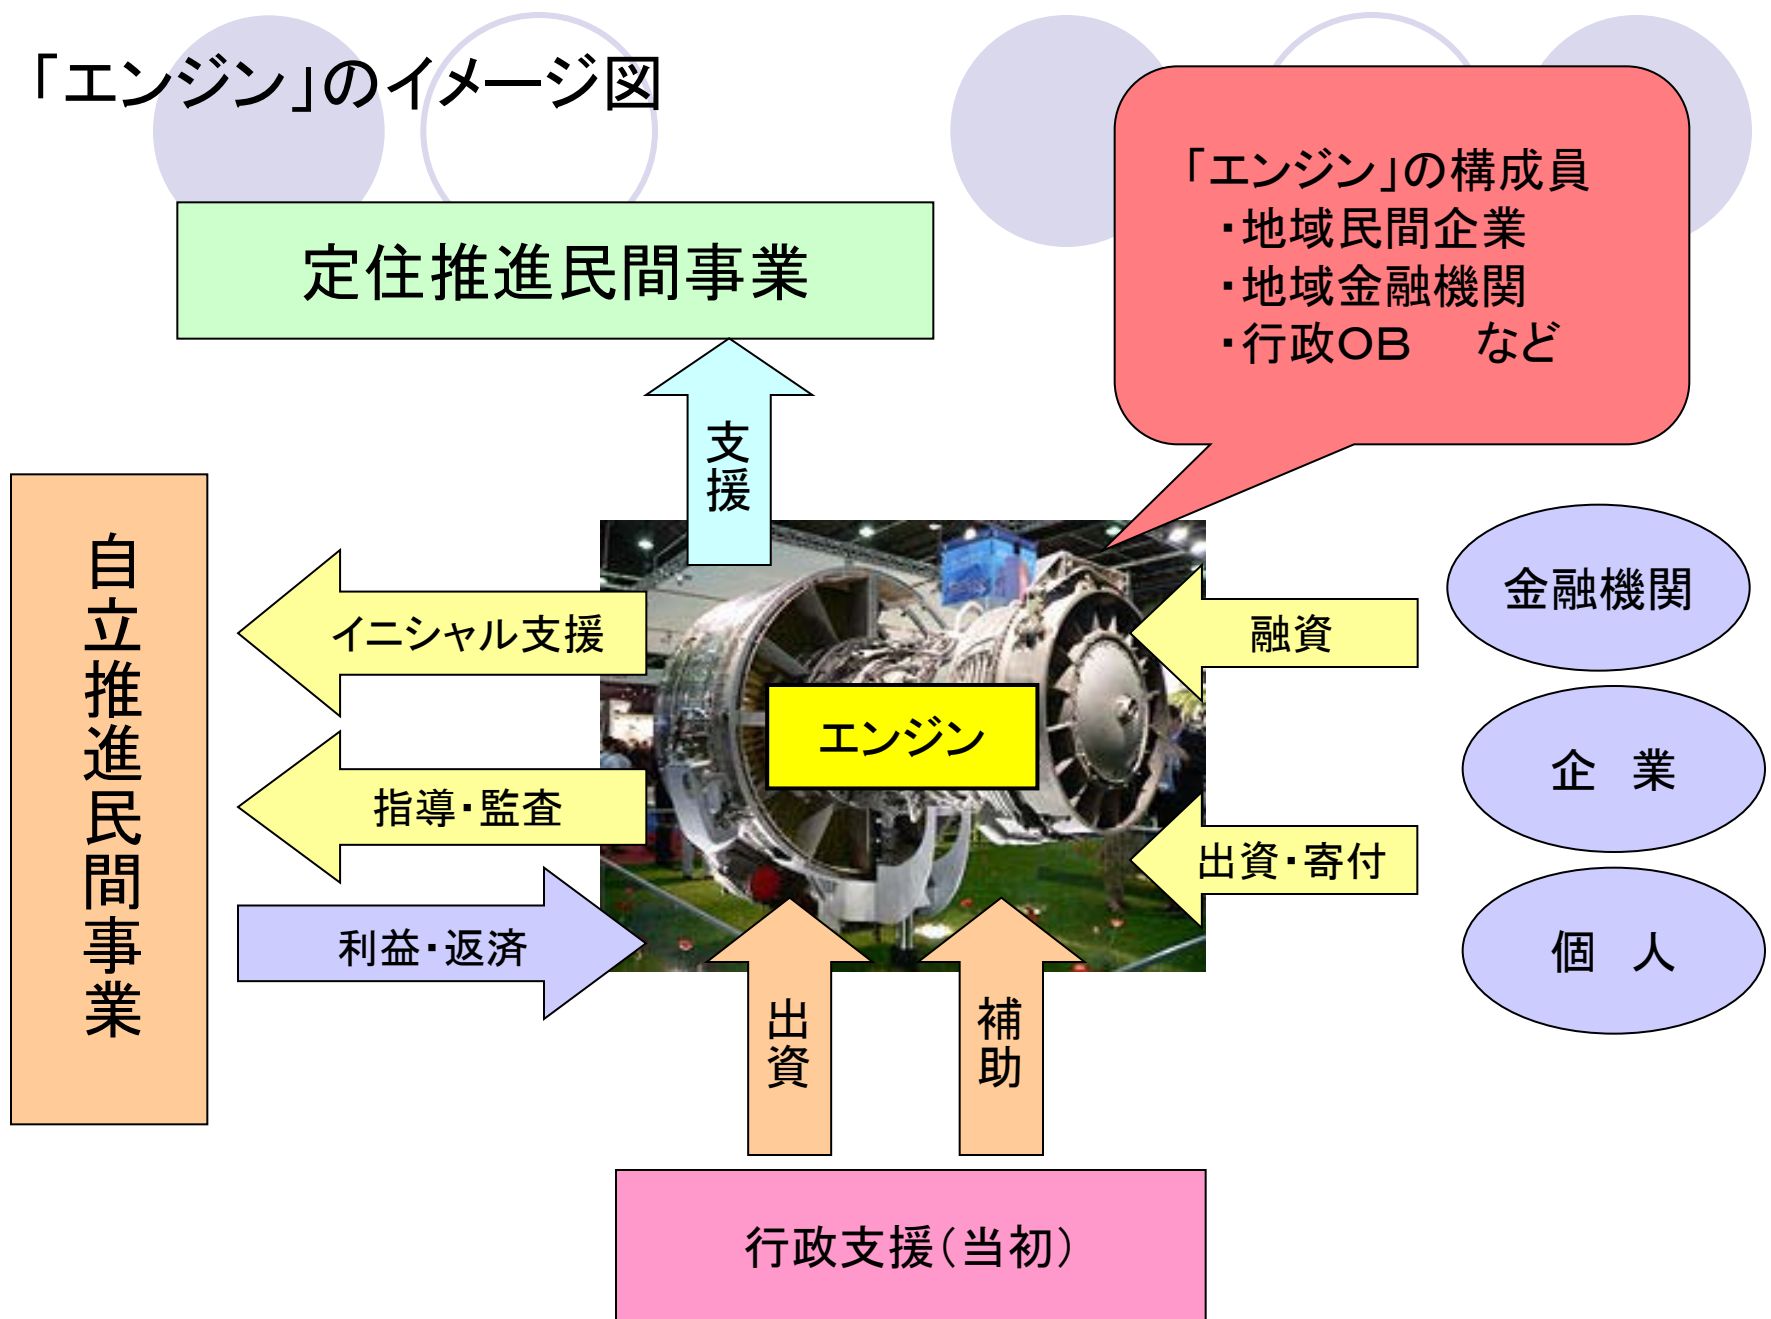 「エンジン」のイメージ図
「エンジン」の構成員
・地域民間企業
・地域金融機関
・行政ОB　など
定住推進民間事業
支援
自立推進民間事業
イニシャル支援
指導・監査
利益・返済
エンジン
融資
出資・寄付
金融機関
企　業
個　人
出資
補助
行政支援（当初）